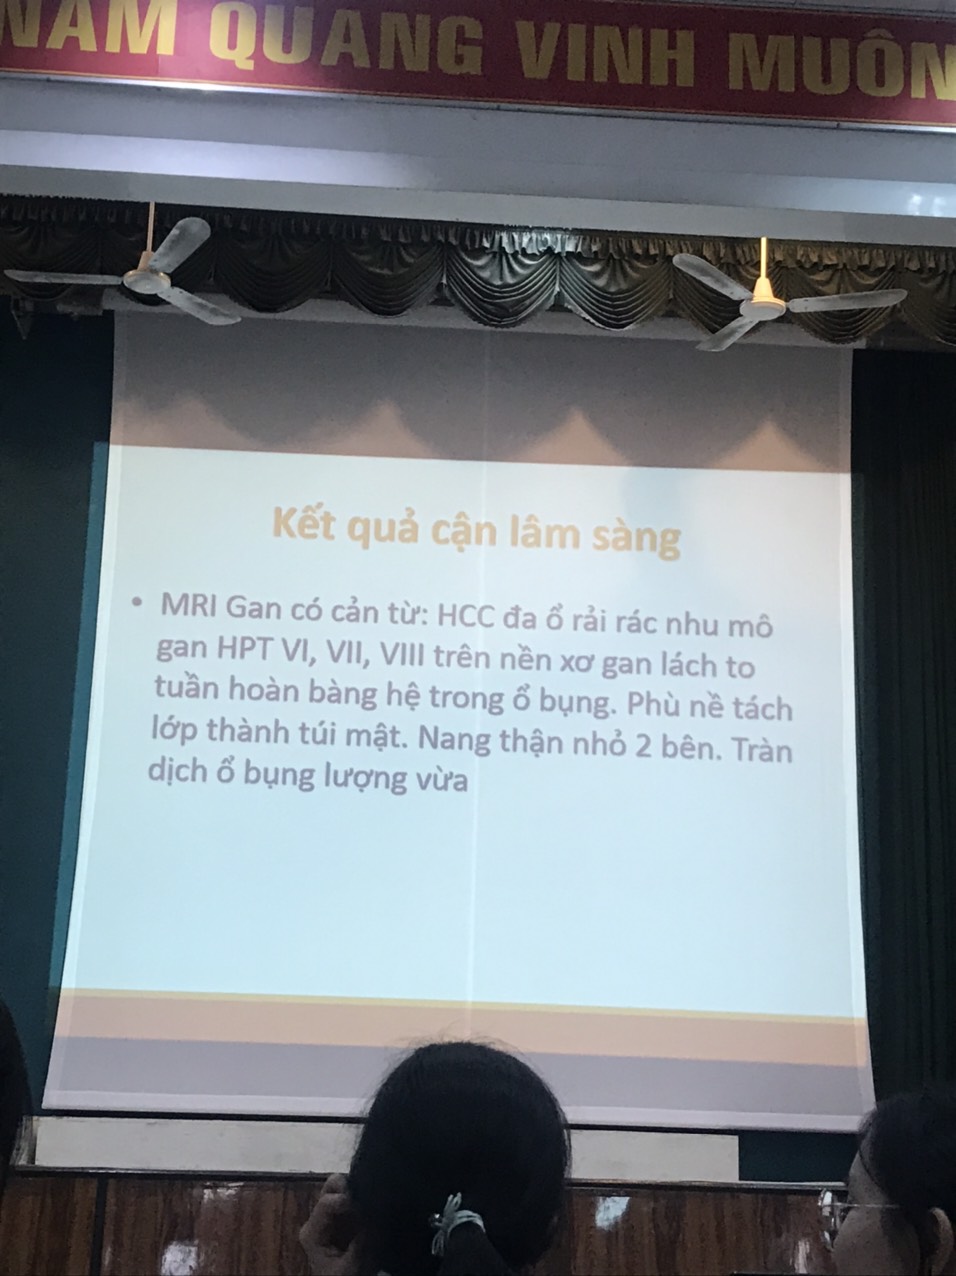 NĂM QUANG VINH MUÔN
Kết quả cận lâm sàng
• MRI Gan có cản từ: HCC đa ổ rải rác nhu mô
gan HPT VI, VII, VIII trên nền xơ gan lách to
tuần hoàn bàng hệ trong ổ bụng. Phù nề tách
lớp thành túi mật. Nang thận nhỏ 2 bên. Tràn
dịch ổ bụng lượng vừa